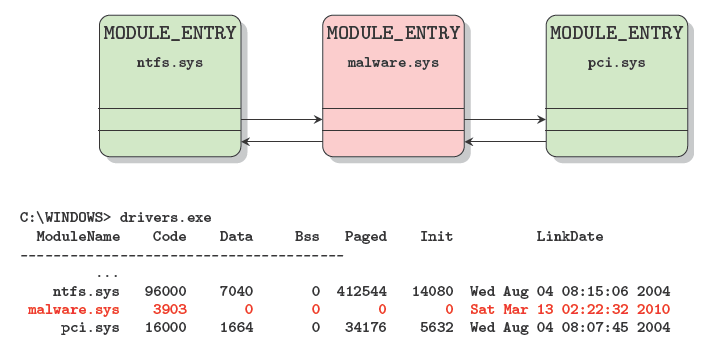 MODULE_ENTRY MODULE_ENTRY MODULE_ENTRY
ntfs.sys malware.sys pci.sys
C:\WINDOWS> drivers.exe
ModuleName Code Data Bss Paged Init LinkDate
---------------------------------------
...
ntfs.sys 96000 7040 0 412544 14080 Wed Aug 04 08:15:06 2004
malware.sys 3903 0 0 0 0 Sat Mar 13 02:22:32 2010
pci.sys 16000 1664 0 34176 5632 Wed Aug 04 08:07:45 2004